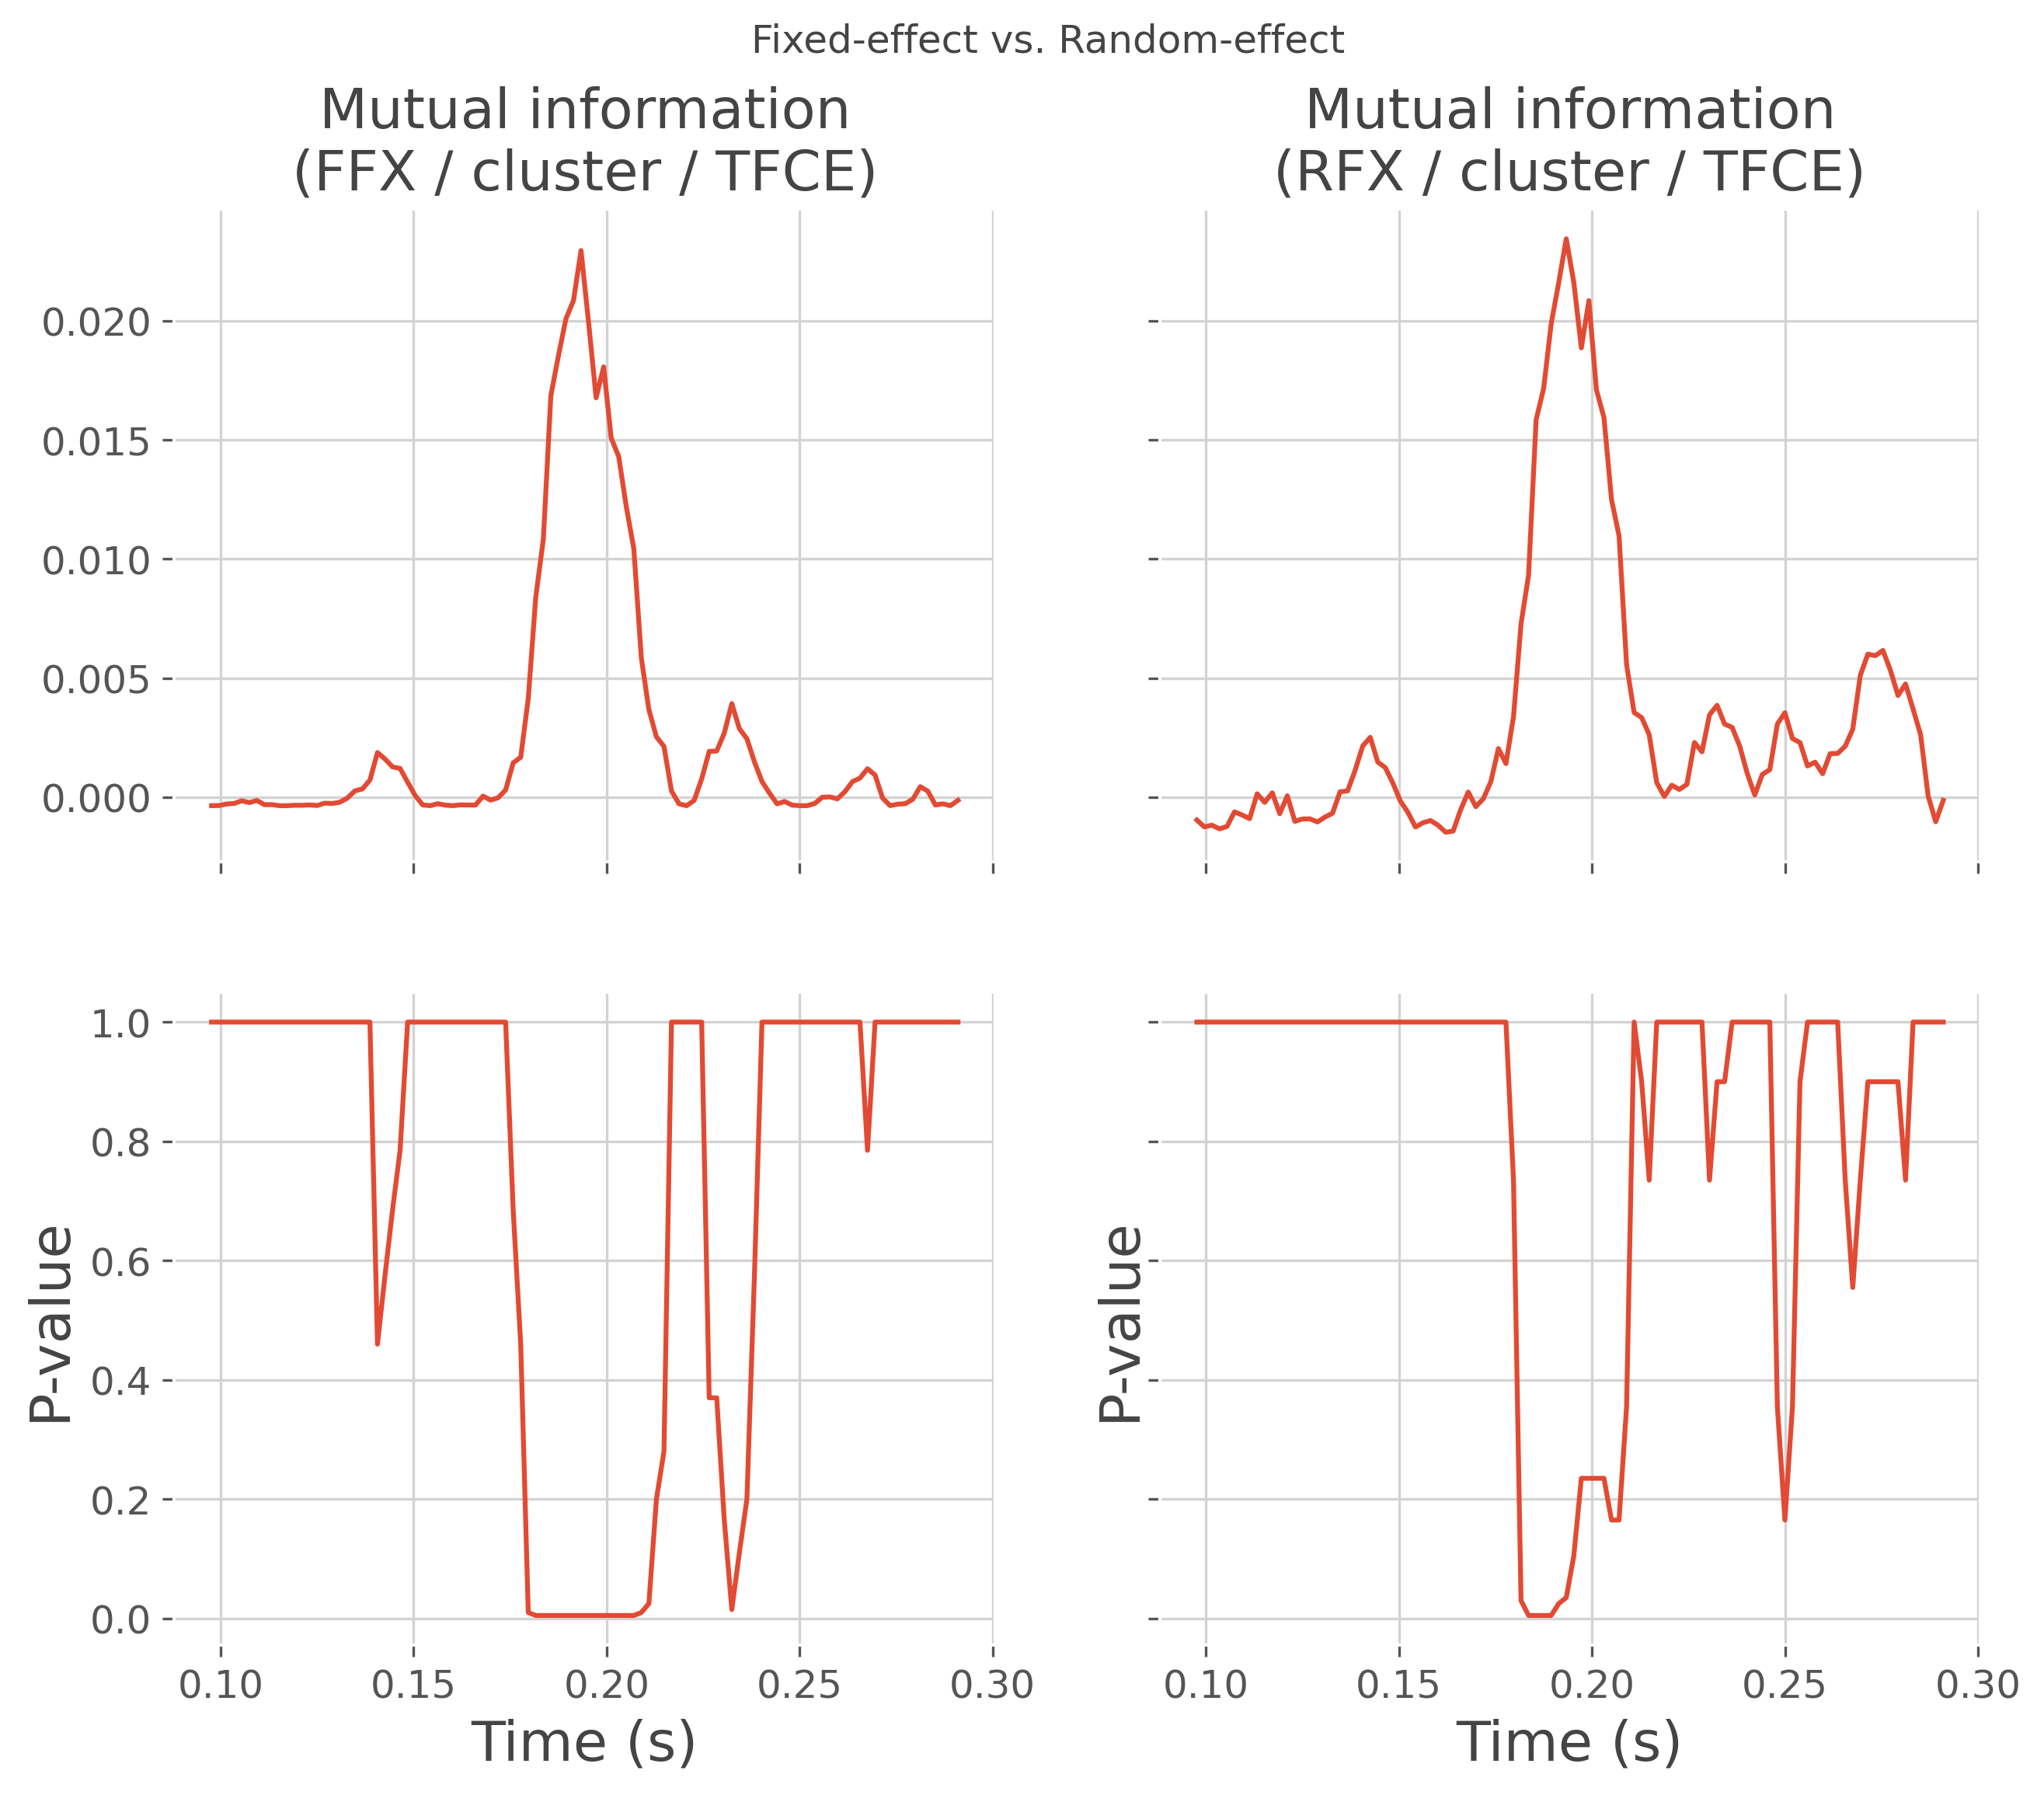 Fixed-effect vs. Random-effect
Mutual information
(FFX / cluster / TFCE)
Mutual information
(RFX / cluster / TFCE)
0.020
0.015
0.010
0.005
0.000
P-value
1.0
0.8
0.6
0.4
0.2
0.0
P-value
0.10 0.15 0.20 0.25 0.30
Time (s)
0.10 0.15 0.20 0.25 0.30
Time (s)